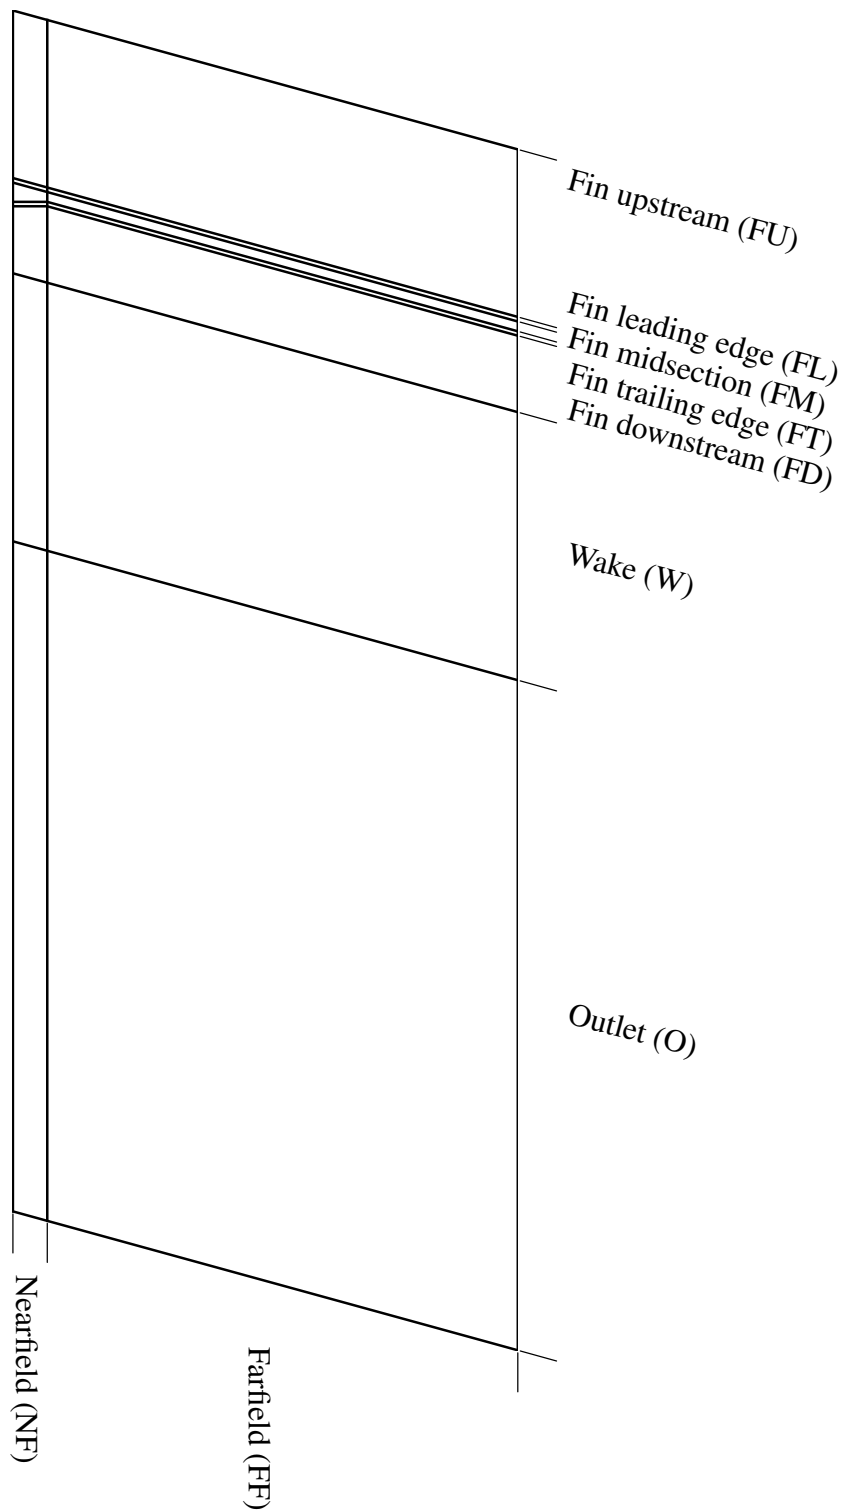 Fin upstream (FU)
Fin leading edge (FL)
Fin midsection (FM)
Fin trailing edge (FT)
Fin downstream (FD)
Wake (W)
Outlet (O)
Nearfield (NF)
Farfield (FF)